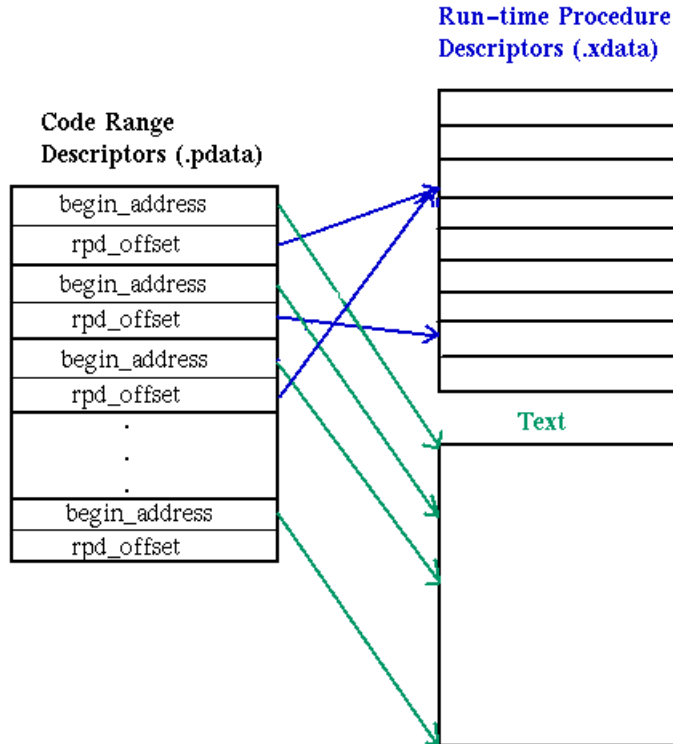 Run-time Procedure
Descriptors (.xdata)
Code Range
Descriptors (.pdata)
begin_address
rpd_offset
begin_address
rpd_offset
begin_address
rpd_offset
.
.
.
begin_address
rpd_offset
Text